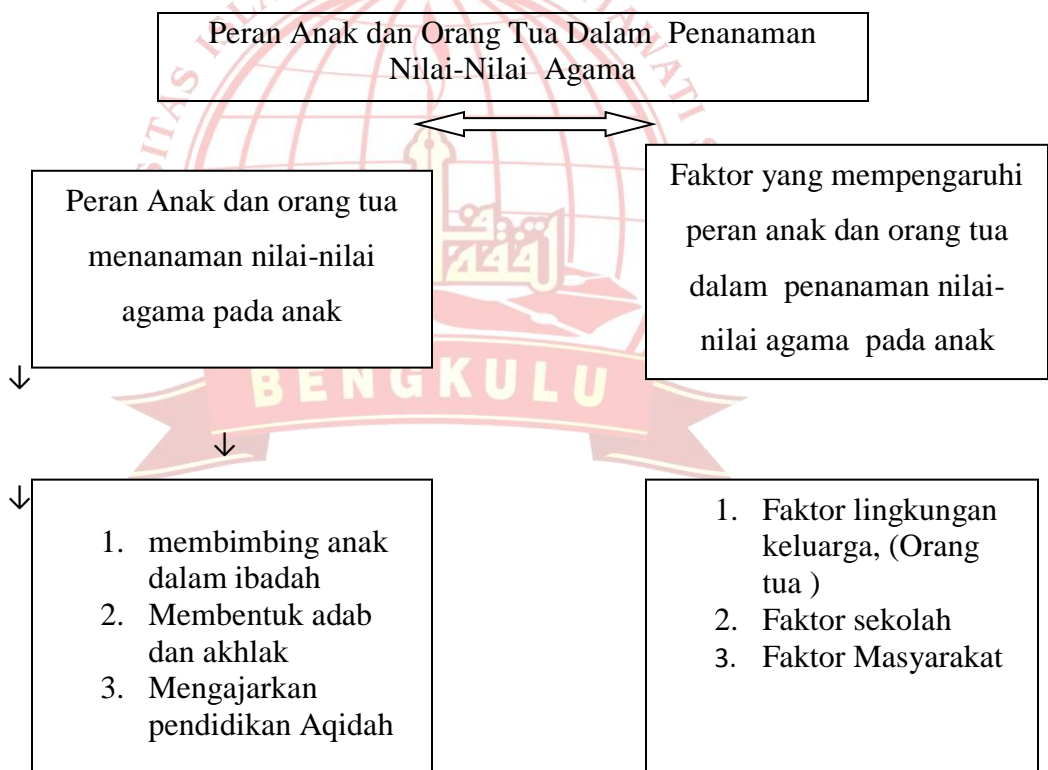 Peran Anak dan Orang Tua Dalam Penanaman
Nilai-Nilai Agama
Peran Anak dan orang tua
menanaman nilai-nilai
agama pada anak
Faktor yang mempengaruhi
peran anak dan orang tua
dalam penanaman nilai-
nilai agama pada anak
BENGKULU
1. membimbing anak
dalam ibadah
2. Membentuk adab
dan akhlak
3. Mengajarkan
pendidikan Aqidah
1. Faktor lingkungan
keluarga, (Orang
tua )
2. Faktor sekolah
3. Faktor Masyarakat